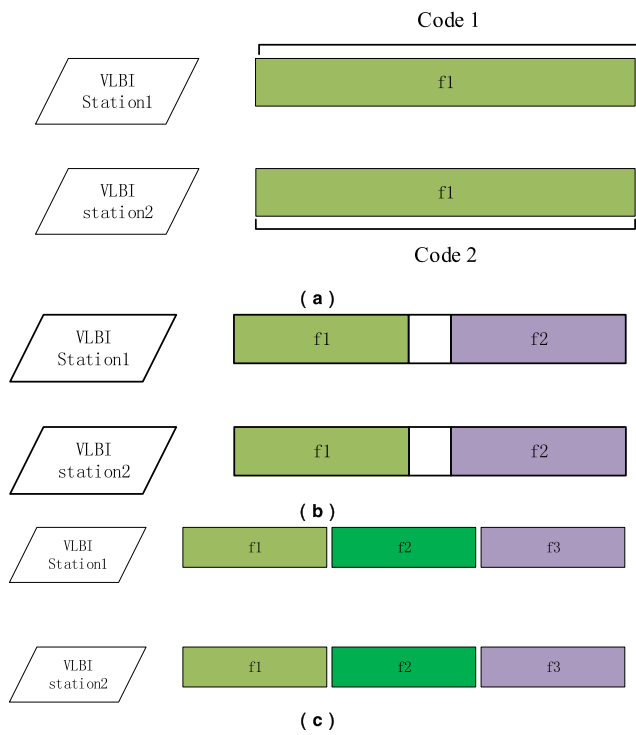 Code 1
VLBI
Station1
f1
VLBI
station2
f1
Code 2
(a)
VLBI
Station1
f1
f2
VLBI
station2
f1
f2
(b)
VLBI
Station1
f1
f2
f3
VLBI
station2
f1
f2
f3
(c)